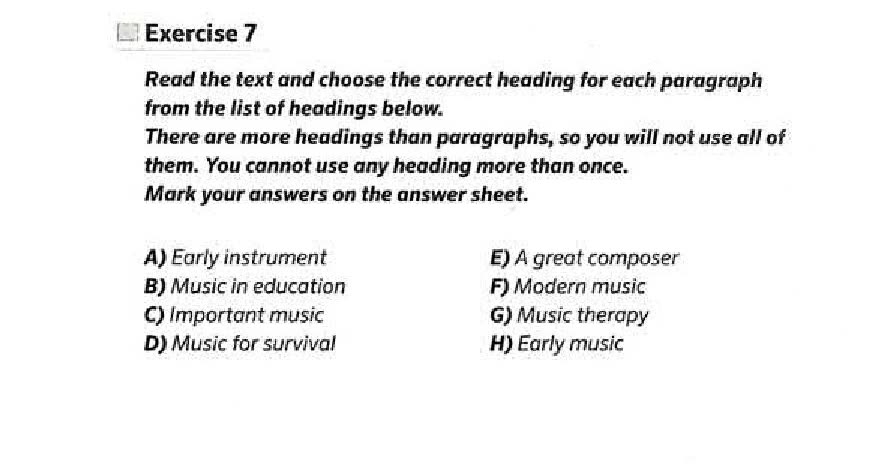 Exercise 7
Read the text and choose the correct heading for each paragraph
from the list of headings below.
There are more headings than paragraphs, so you will not use all of
them. You cannot use any heading more than once.
Mark your answers on the answer sheet.
A) Early instrument
B) Music in education
C) Important music
D) Music for survival
E) A great composer
F) Modern music
G) Music therapy
H) Early music